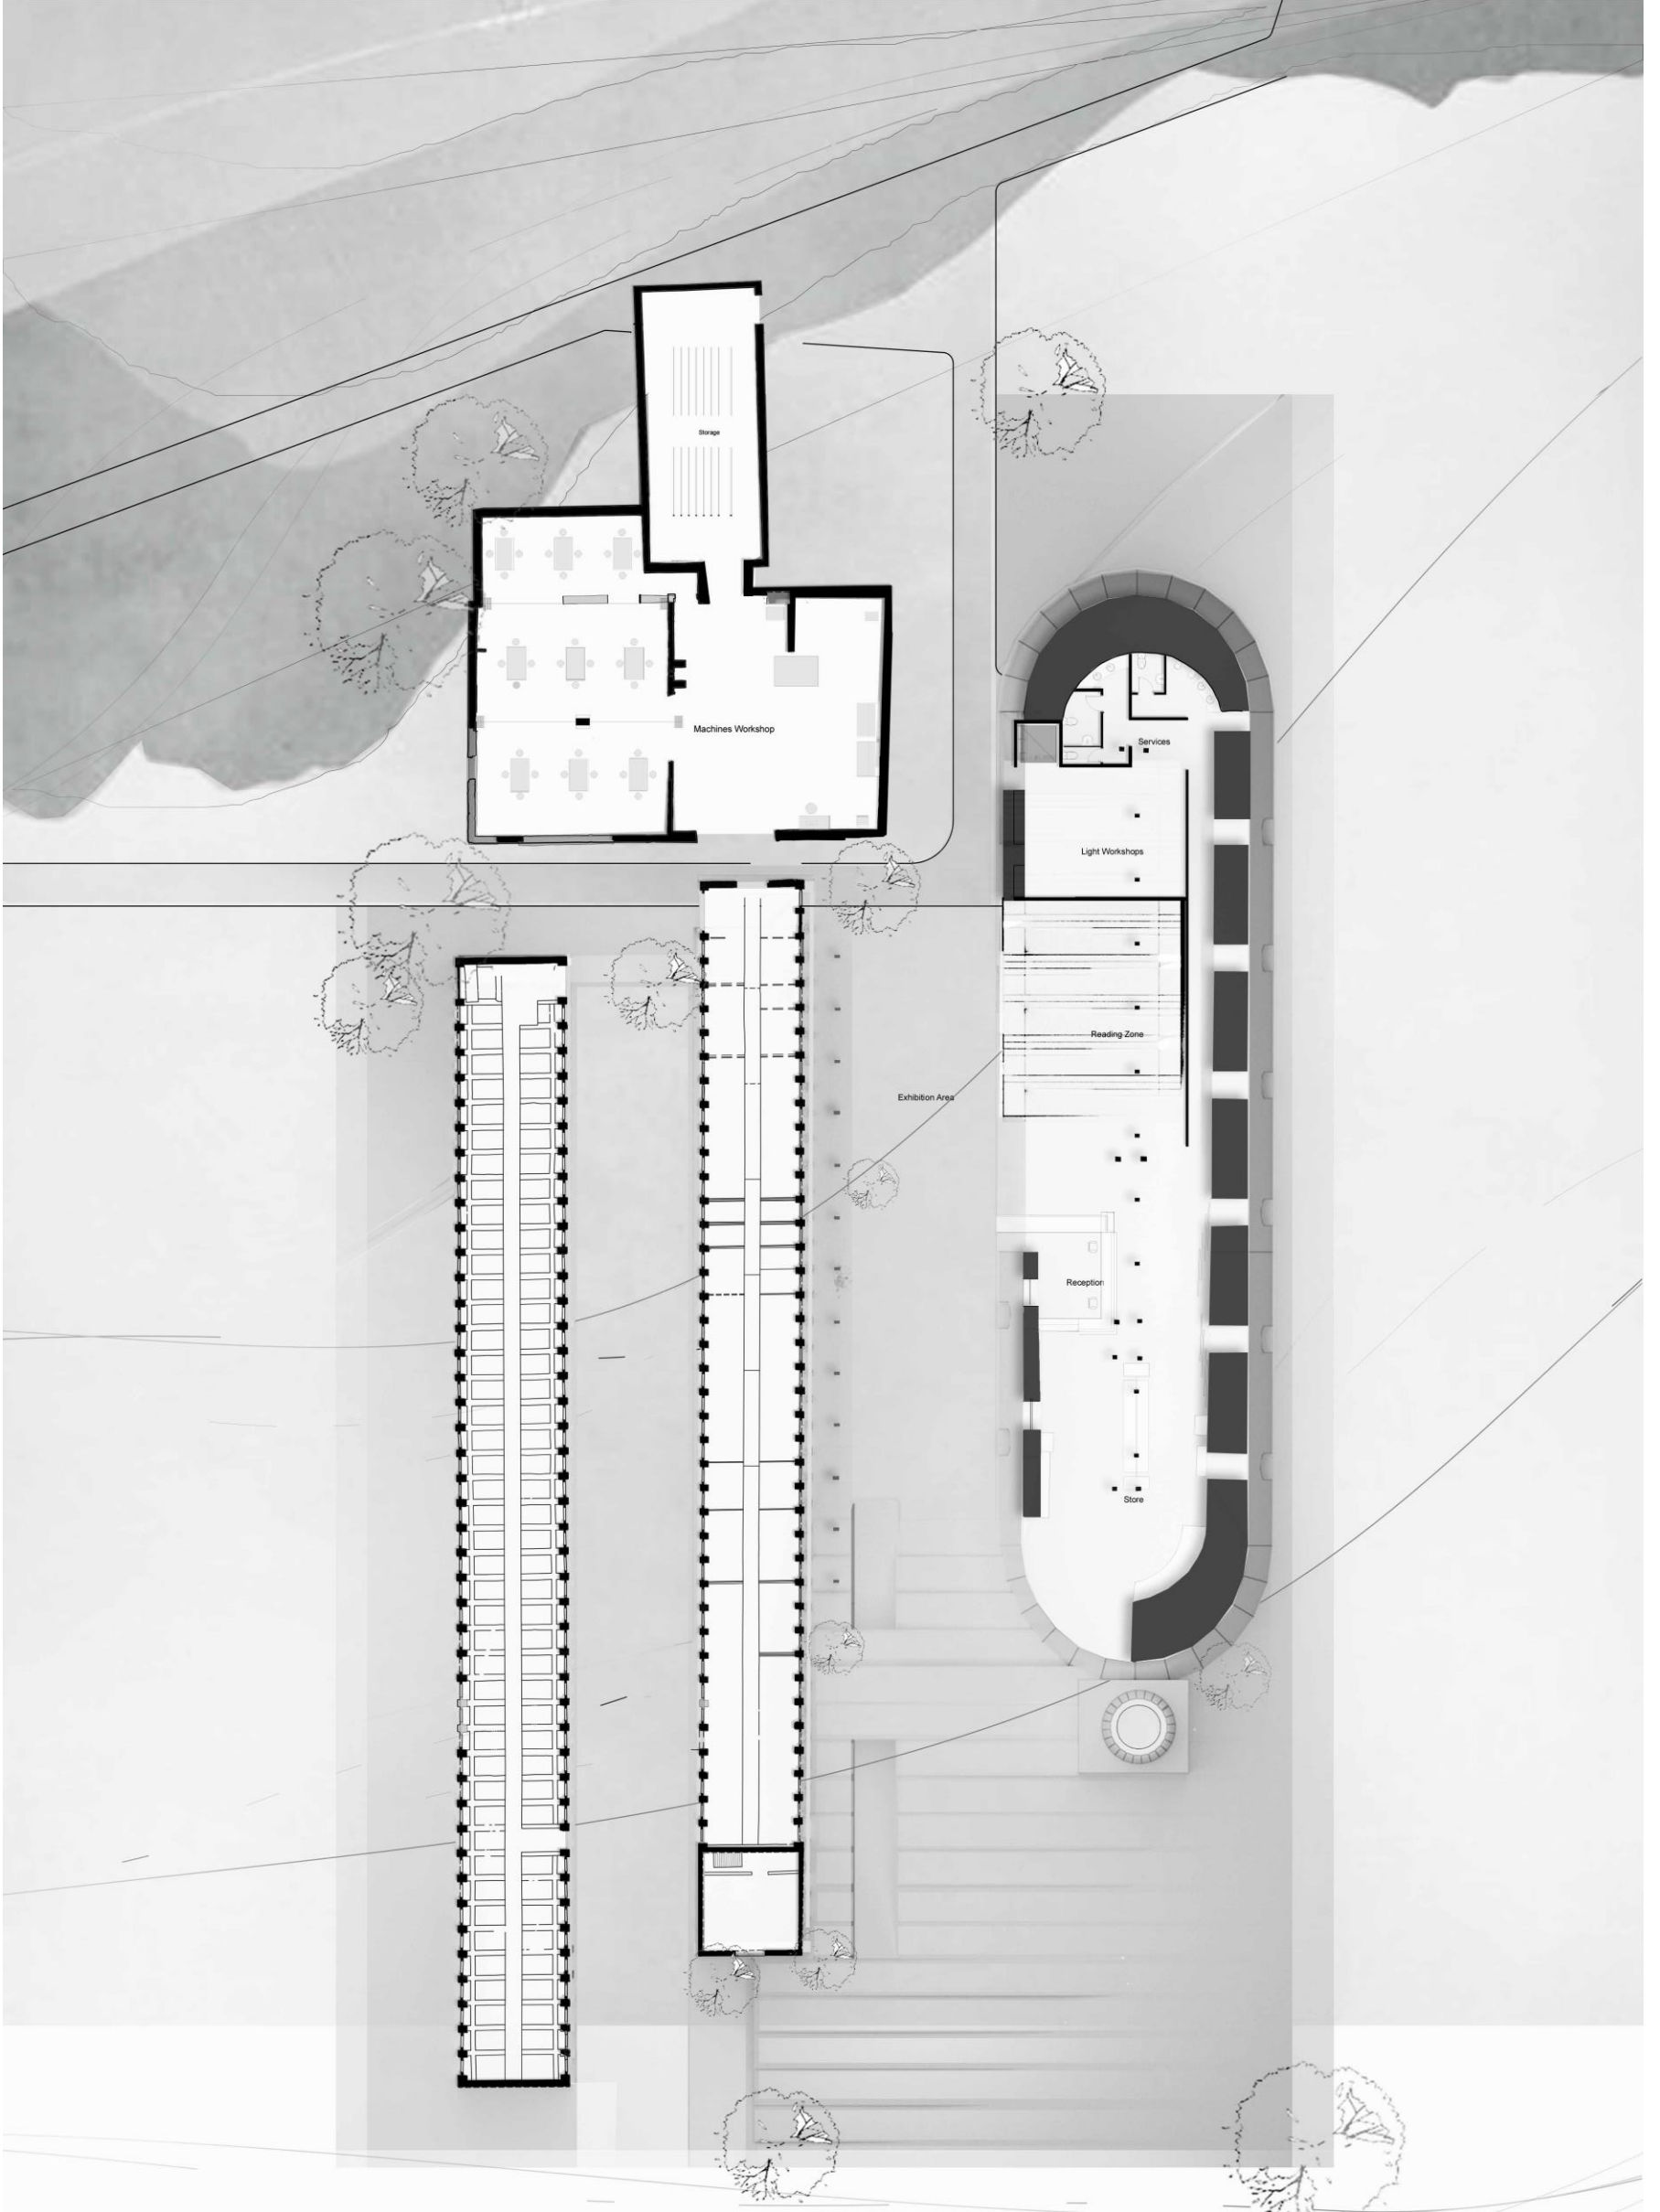 Storage
Machines Workshop
Services
Light Workshops
Reading Zone
Exhibition Area
Reception
Store